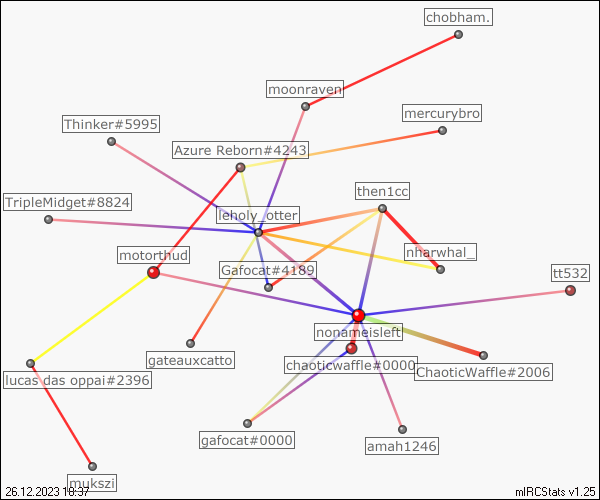 chobham.
moonraven
mercurybro
Thinker#5995
Azure Reborn#4243
then1cc
TripleMidget#8824
leholy_otter
motorthud
nharwhal_
Gafocat#4189
tt532
nonameisleft
gateauxcatto
chaoticwaffle#0000
ChaoticWaffle#2006
lucas das oppai#2396
gafocat#0000
amah1246
mukszi
26.12.2023 19:37
mIRCStats v1.25